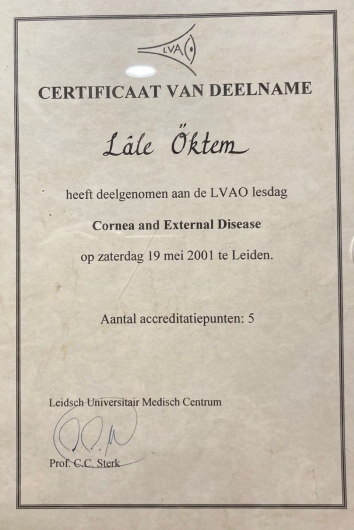 LVAO
CERTIFICAAT VAN DEELNAME
Lâle Öktem
heeft deelgenomen aan de LVAO lesdag
Cornea and External Disease
op zaterdag 19 mei 2001 te Leiden.
Aantal accreditatiepunten: 5
Leidsch Universitair Medisch Centrum
Prof. C.C. Sterk